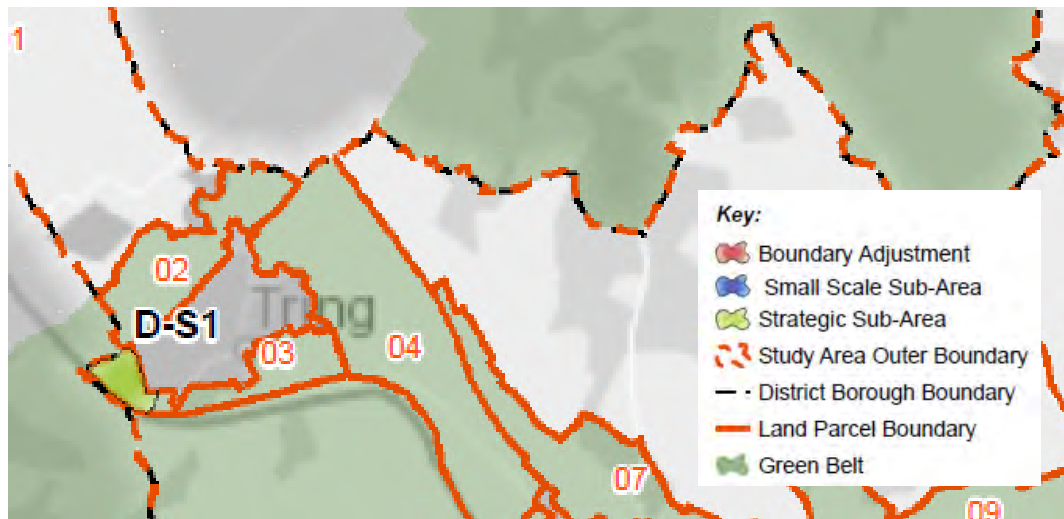 1
02
D-S1
Tring
03
04
07
09
Key:
Boundary Adjustment
Small Scale Sub-Area
Strategic Sub-Area
Study Area Outer Boundary
District Borough Boundary
Land Parcel Boundary
Green Belt